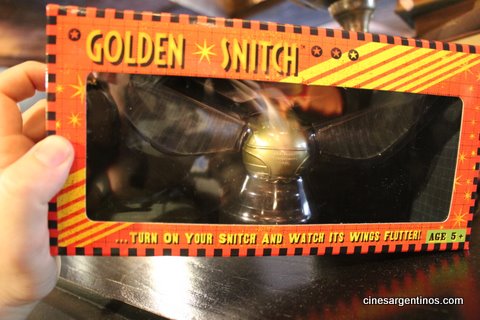 GOLDEN SNITCH
...TURN ON YOUR SNITCH AND WATCH ITS WINGS FLUTTER!
AGE 5+
cinesargentinos.com